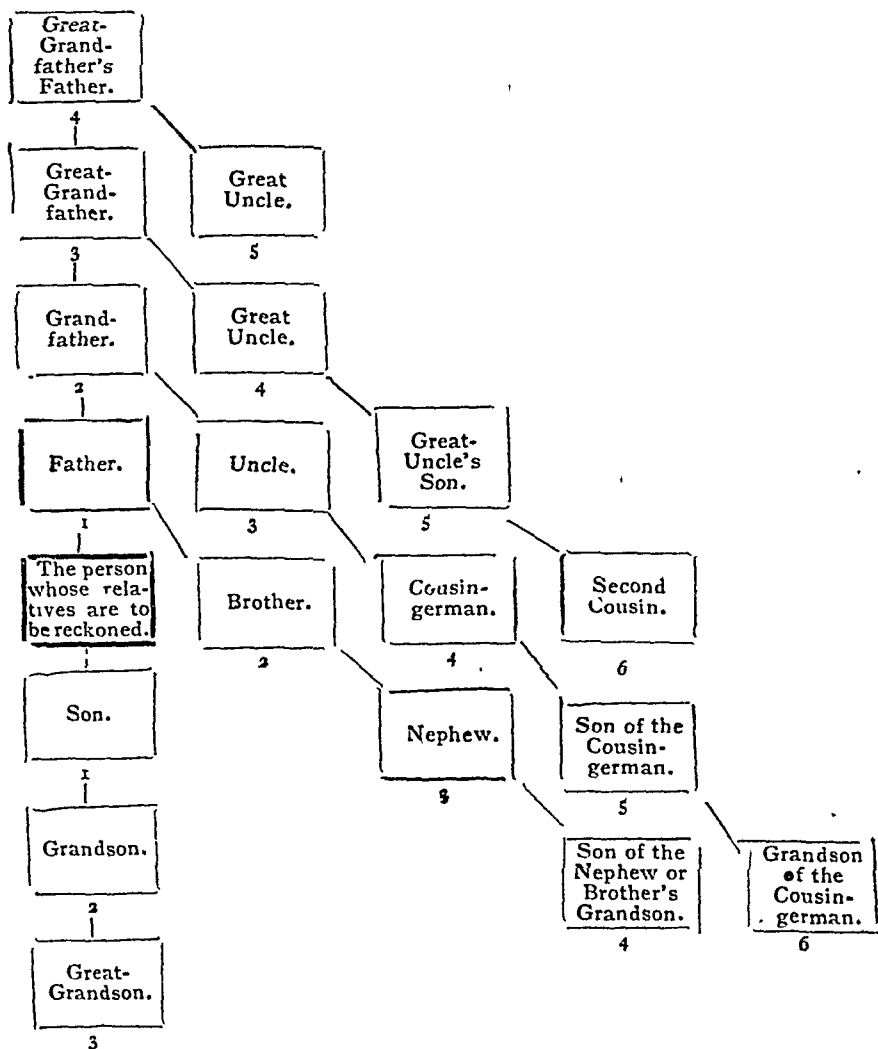 Great-
Grand-
father's
Father.
4
Great-
Grand-
father.
3
Great
Uncle.
5
Grand-
father.
2
Great
Uncle.
4
Father.
1
Uncle.
3
Great-
Uncle's
Son.
5
The person
whose rela-
tives are to
be reckoned.
Brother.
2
Cousin-
german.
4
Second
Cousin.
6
Son.
1
Nephew.
3
Son of the
Cousin-
german.
5
Grandson.
2
Son of the
Nephew or
Brother's
Grandson.
4
Grandson
of the
Cousin-
german.
6
Great-
Grandson.
3